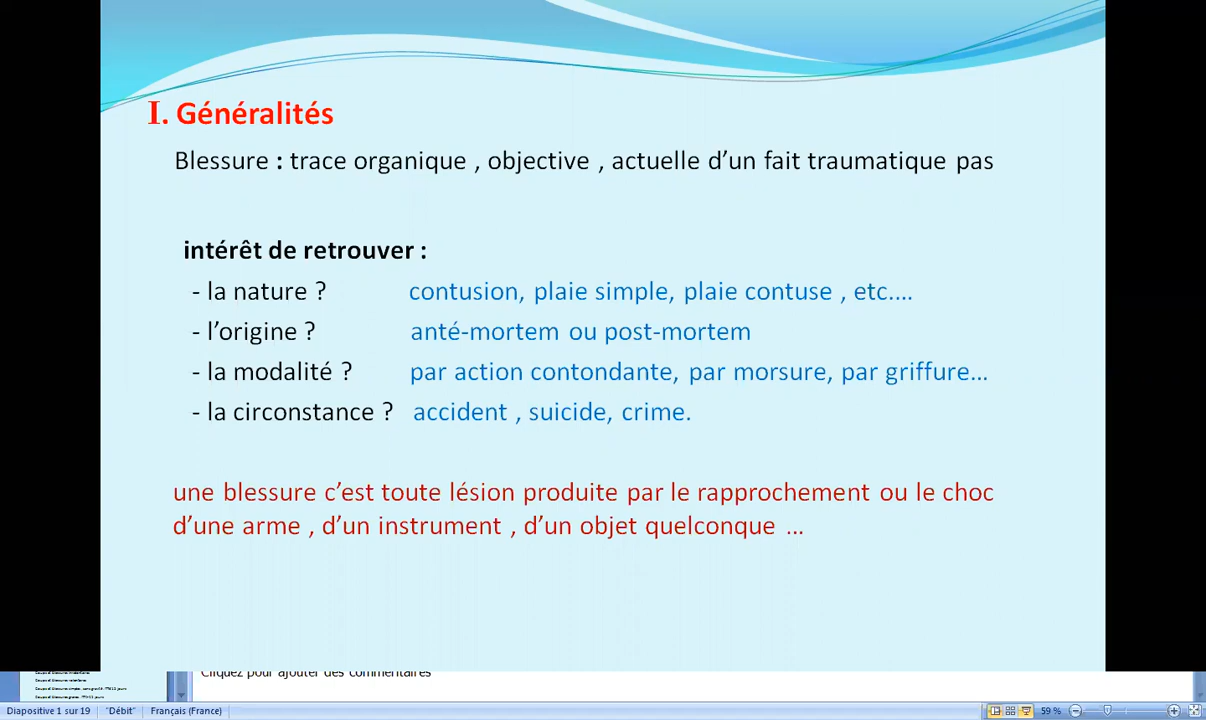 I. Généralités
Blessure : trace organique , objective , actuelle d’un fait traumatique pas
intérêt de retrouver :
- la nature ? contusion, plaie simple, plaie contuse , etc....
- l’origine ? anté-mortem ou post-mortem
- la modalité ? par action contondante, par morsure, par griffure...
- la circonstance ? accident , suicide, crime.
une blessure c’est toute lésion produite par le rapprochement ou le choc
d’une arme , d’un instrument , d’un objet quelconque ...
Cliquez pour ajouter des commentaires
Diapositive 1 sur 19 "Débit" Français (France) 59 %